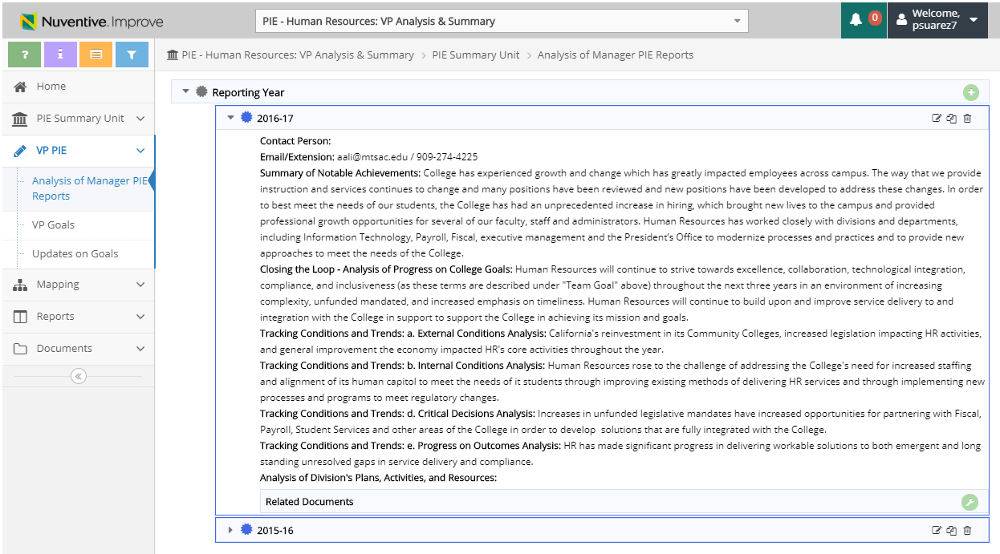 Nuventive.Improve
PIE - Human Resources: VP Analysis & Summary
0
Welcome,
psuarez7
? i
PIE - Human Resources: VP Analysis & Summary > PIE Summary Unit > Analysis of Manager PIE Reports
Home
PIE Summary Unit
VP PIE
Analysis of Manager PIE
Reports
VP Goals
Updates on Goals
Mapping
Reports
Documents
Reporting Year
2016-17
Contact Person:
Email/Extension: aali@mtsac.edu / 909-274-4225
Summary of Notable Achievements: College has experienced growth and change which has greatly impacted employees across campus. The way that we provide
instruction and services continues to change and many positions have been reviewed and new positions have been developed to address these changes. In order
to best meet the needs of our students, the College has had an unprecedented increase in hiring, which brought new lives to the campus and provided
professional growth opportunities for several of our faculty, staff and administrators. Human Resources has worked closely with divisions and departments,
including Information Technology, Payroll, Fiscal, executive management and the President's Office to modernize processes and practices and to provide new
approaches to meet the needs of the College.
Closing the Loop - Analysis of Progress on College Goals: Human Resources will continue to strive towards excellence, collaboration, technological integration,
compliance, and inclusiveness (as these terms are described under "Team Goal" above) throughout the next three years in an environment of increasing
complexity, unfunded mandated, and increased emphasis on timeliness. Human Resources will continue to build upon and improve service delivery to and
integration with the College in support to support the College in achieving its mission and goals.
Tracking Conditions and Trends: a. External Conditions Analysis: California's reinvestment in its Community Colleges, increased legislation impacting HR activities,
and general improvement the economy impacted HR's core activities throughout the year.
Tracking Conditions and Trends: b. Internal Conditions Analysis: Human Resources rose to the challenge of addressing the College's need for increased staffing
and alignment of its human capitol to meet the needs of it students through improving existing methods of delivering HR services and through implementing new
processes and programs to meet regulatory changes.
Tracking Conditions and Trends: d. Critical Decisions Analysis: Increases in unfunded legislative mandates have increased opportunities for partnering with Fiscal,
Payroll, Student Services and other areas of the College in order to develop solutions that are fully integrated with the College.
Tracking Conditions and Trends: e. Progress on Outcomes Analysis: HR has made significant progress in delivering workable solutions to both emergent and long
standing unresolved gaps in service delivery and compliance.
Analysis of Division's Plans, Activities, and Resources:
Related Documents
2015-16